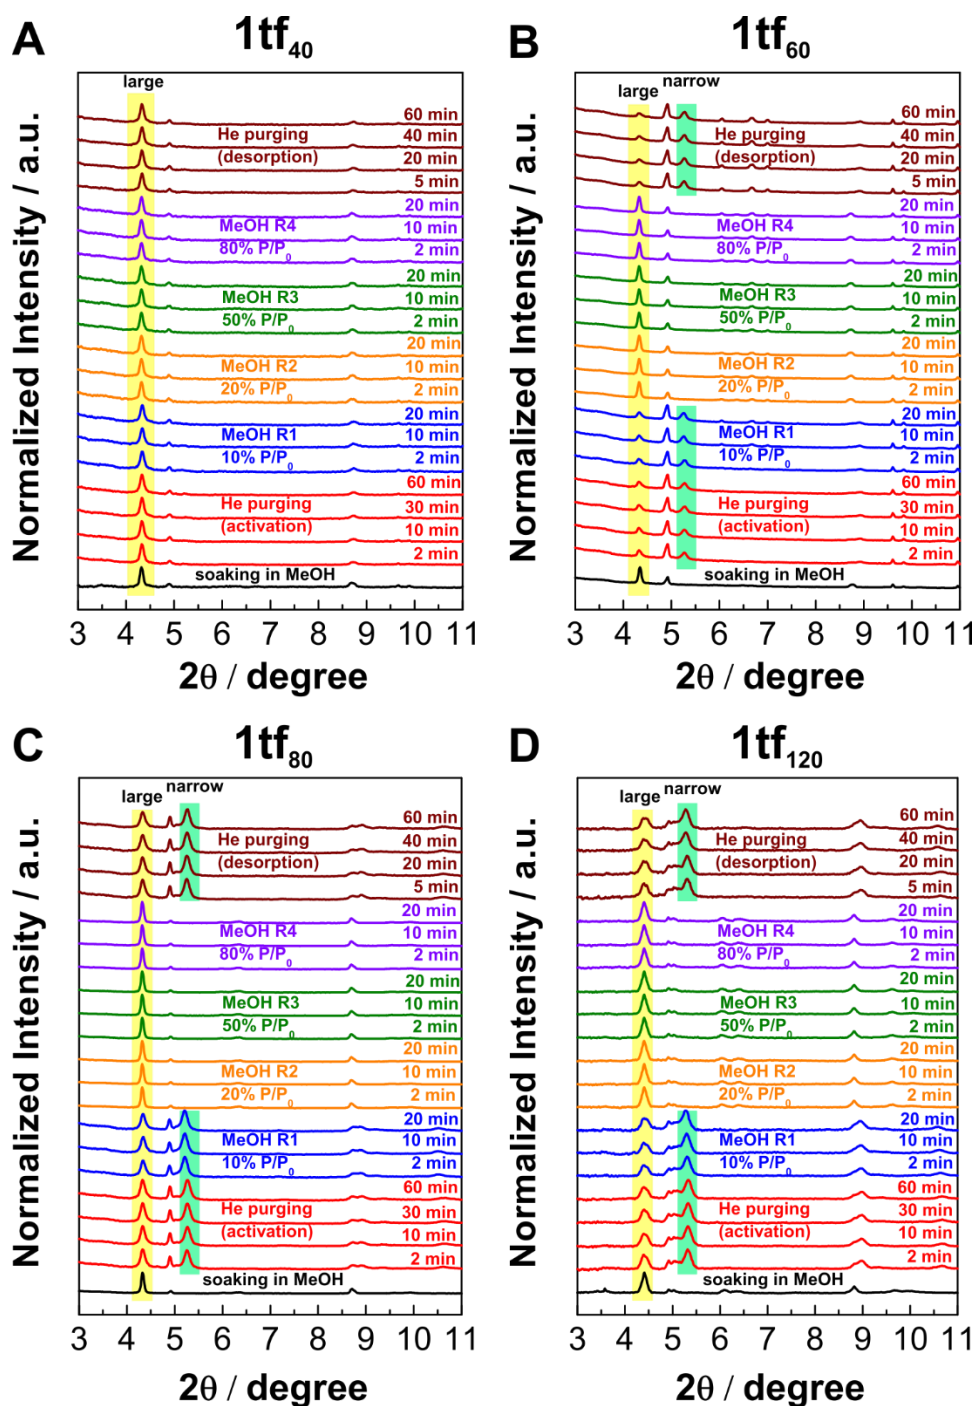 A
1tf₄₀
large
60 min
He purging
40 min
(desorption)
20 min
5 min
20 min
MeOH R4
10 min
80% P/P₀
2 min
20 min
MeOH R3
10 min
50% P/P₀
2 min
20 min
MeOH R2
10 min
20% P/P₀
2 min
20 min
MeOH R1
10 min
10% P/P₀
2 min
60 min
He purging
30 min
(activation)
10 min
2 min
soaking in MeOH
3 4 5 6 7 8 9 10 11
2θ / degree
Normalized Intensity / a.u.
B
1tf₆₀
narrow
large
60 min
He purging
40 min
(desorption)
20 min
5 min
20 min
MeOH R4
10 min
80% P/P₀
2 min
20 min
MeOH R3
10 min
50% P/P₀
2 min
20 min
MeOH R2
10 min
20% P/P₀
2 min
20 min
MeOH R1
10 min
10% P/P₀
2 min
60 min
He purging
30 min
(activation)
10 min
2 min
soaking in MeOH
3 4 5 6 7 8 9 10 11
2θ / degree
Normalized Intensity / a.u.
C
1tf₈₀
narrow
large
60 min
He purging
40 min
(desorption)
20 min
5 min
20 min
MeOH R4
10 min
80% P/P₀
2 min
20 min
MeOH R3
10 min
50% P/P₀
2 min
20 min
MeOH R2
10 min
20% P/P₀
2 min
20 min
MeOH R1
10 min
10% P/P₀
2 min
60 min
He purging
30 min
(activation)
10 min
2 min
soaking in MeOH
3 4 5 6 7 8 9 10 11
2θ / degree
Normalized Intensity / a.u.
D
1tf₁₂₀
narrow
large
60 min
He purging
40 min
(desorption)
20 min
5 min
20 min
MeOH R4
10 min
80% P/P₀
2 min
20 min
MeOH R3
10 min
50% P/P₀
2 min
20 min
MeOH R2
10 min
20% P/P₀
2 min
20 min
MeOH R1
10 min
10% P/P₀
2 min
60 min
He purging
30 min
(activation)
10 min
2 min
soaking in MeOH
3 4 5 6 7 8 9 10 11
2θ / degree
Normalized Intensity / a.u.